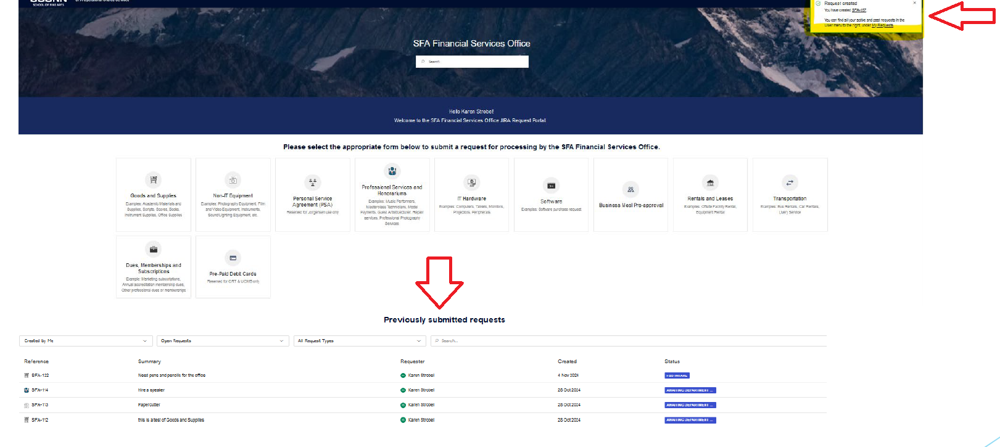 SCHOOL OF FINE ARTS
Request created
You have created SFA-167
You can find all your active and past requests in the
User menu to the right, under My Requests.
SFA Financial Services Office
Search
Hello Karen Strobel!
Welcome to the SFA Financial Services Office JIRA Request Portal.
Please select the appropriate form below to submit a request for processing by the SFA Financial Services Office.
Goods and Supplies
Examples: Academic Materials and
Supplies, Scripts, Scores, Books,
Instrument Supplies, Office Supplies
Non-IT Equipment
Examples: Photography Equipment, Film
and Video Equipment, Instruments,
Sound/Lighting Equipment, etc.
Personal Service
Agreement (PSA)
Reserved for Jorgensen use only
Professional Services and
Honorariums
Examples: Music Performers,
Masterclass Technicians, Model
Payments, Guest Artist/Lecturer, Repair
services, Professional Photography
Services
IT Hardware
Examples: Computers, Tablets, Monitors,
Projectors, Peripherals
Software
Examples: Software purchase request
Business Meal Pre-approval
Rentals and Leases
Examples: Offsite Facility Rental,
Equipment Rental
Transportation
Examples: Bus Rentals, Car Rentals,
Livery Service
Dues, Memberships and
Subscriptions
Example: Marketing subscriptions,
Annual accreditation membership dues,
Other professional dues or memberships
Pre-Paid Debit Cards
Reserved for CRT & UCMB only
Previously submitted requests
Created by Me
Open Requests
All Request Types
Search...
Reference Summary Requester Created Status
SFA-122 Need pens and pencils for the office Karen Strobel 4 Nov 2024 FSO INTAKE
SFA-114 hire a speaker Karen Strobel 28 Oct 2024 AWAITING DEPARTMENT ...
SFA-113 Papercutter Karen Strobel 28 Oct 2024 AWAITING DEPARTMENT ...
SFA-112 this is a test of Goods and Supplies Karen Strobel 28 Oct 2024 AWAITING DEPARTMENT ...